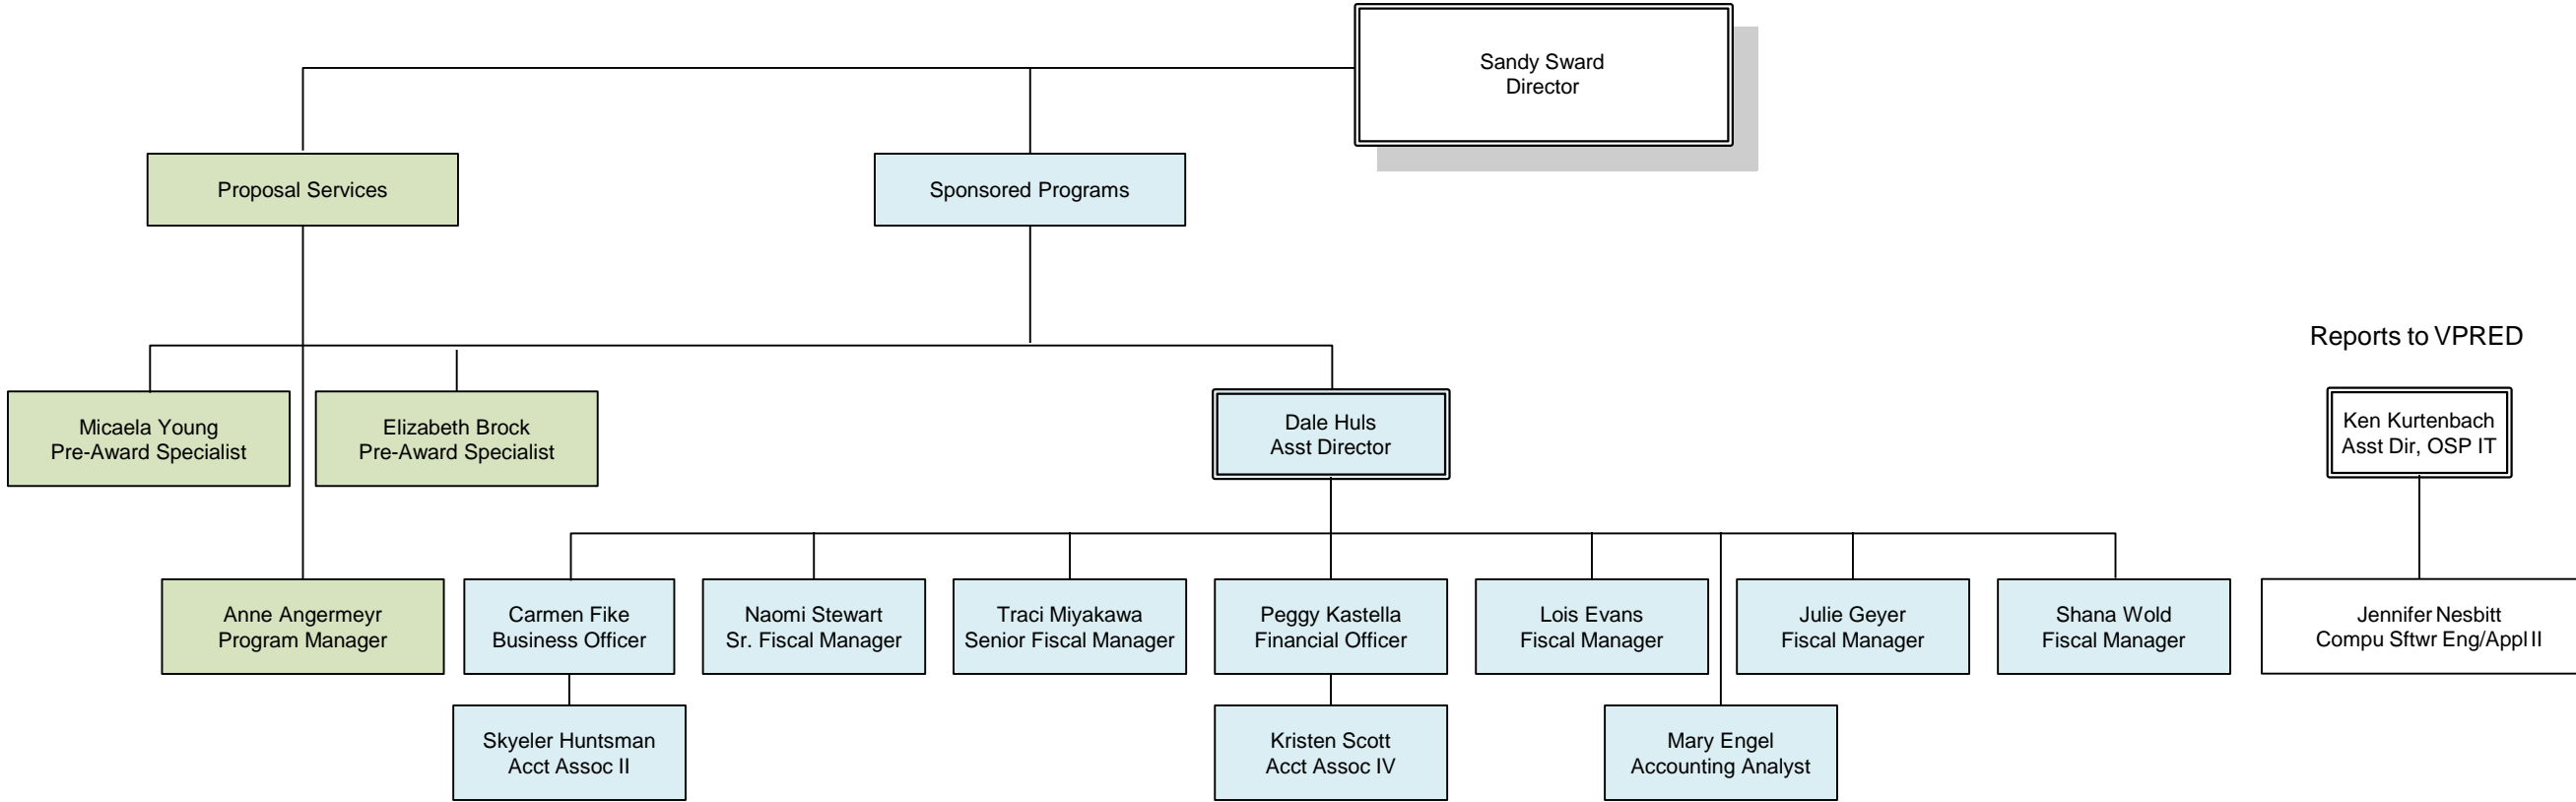 Sandy Sward
Director
Proposal Services
Sponsored Programs
Reports to VPRED
Micaela Young
Pre-Award Specialist
Elizabeth Brock
Pre-Award Specialist
Dale Huls
Asst Director
Ken Kurtenbach
Asst Dir, OSP IT
Anne Angermeyr
Program Manager
Carmen Fike
Business Officer
Naomi Stewart
Sr. Fiscal Manager
Traci Miyakawa
Senior Fiscal Manager
Peggy Kastella
Financial Officer
Lois Evans
Fiscal Manager
Julie Geyer
Fiscal Manager
Shana Wold
Fiscal Manager
Jennifer Nesbitt
Compu Sftwr Eng/Appl II
Skyeler Huntsman
Acct Assoc II
Kristen Scott
Acct Assoc IV
Mary Engel
Accounting Analyst